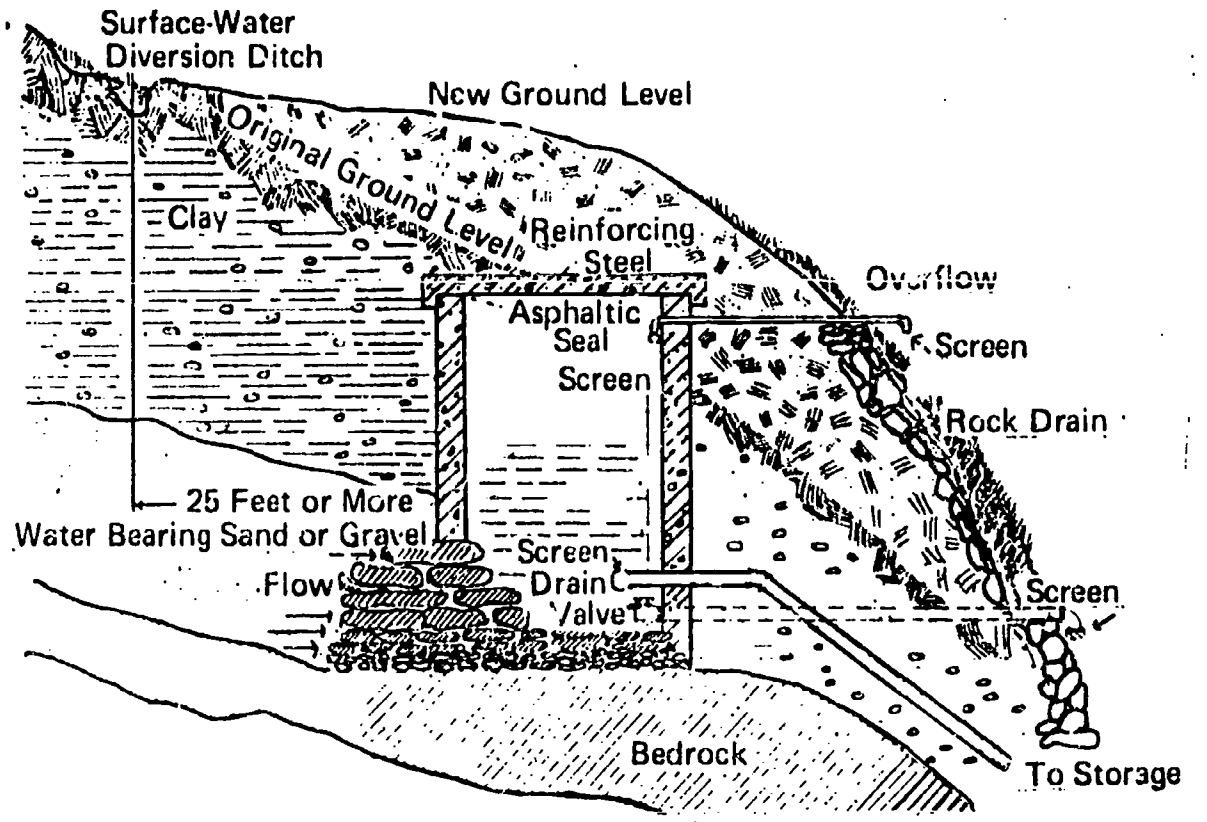 Surface-Water
Diversion Ditch
New Ground Level
Original Ground Level
Clay
Reinforcing
Steel
Overflow
Asphaltic
Seal
Screen
Screen
Rock Drain
25 Feet or More
Water Bearing Sand or Gravel
Flow
Screen
Drain
Valve
Screen
Bedrock
To Storage